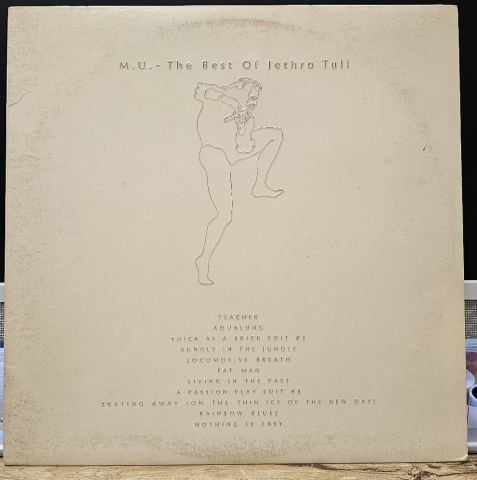 M.U. - The Best Of Jethro Tull
TEACHER
AQUALUNG
THICK AS A BRICK EDIT #1
BUNGLE IN THE JUNGLE
LOCOMOTIVE BREATH
FAT MAN
LIVING IN THE PAST
A PASSION PLAY EDIT #8
SKATING AWAY (ON THE THIN ICE OF THE NEW DAY)
RAINBOW BLUES
NOTHING IS EASY